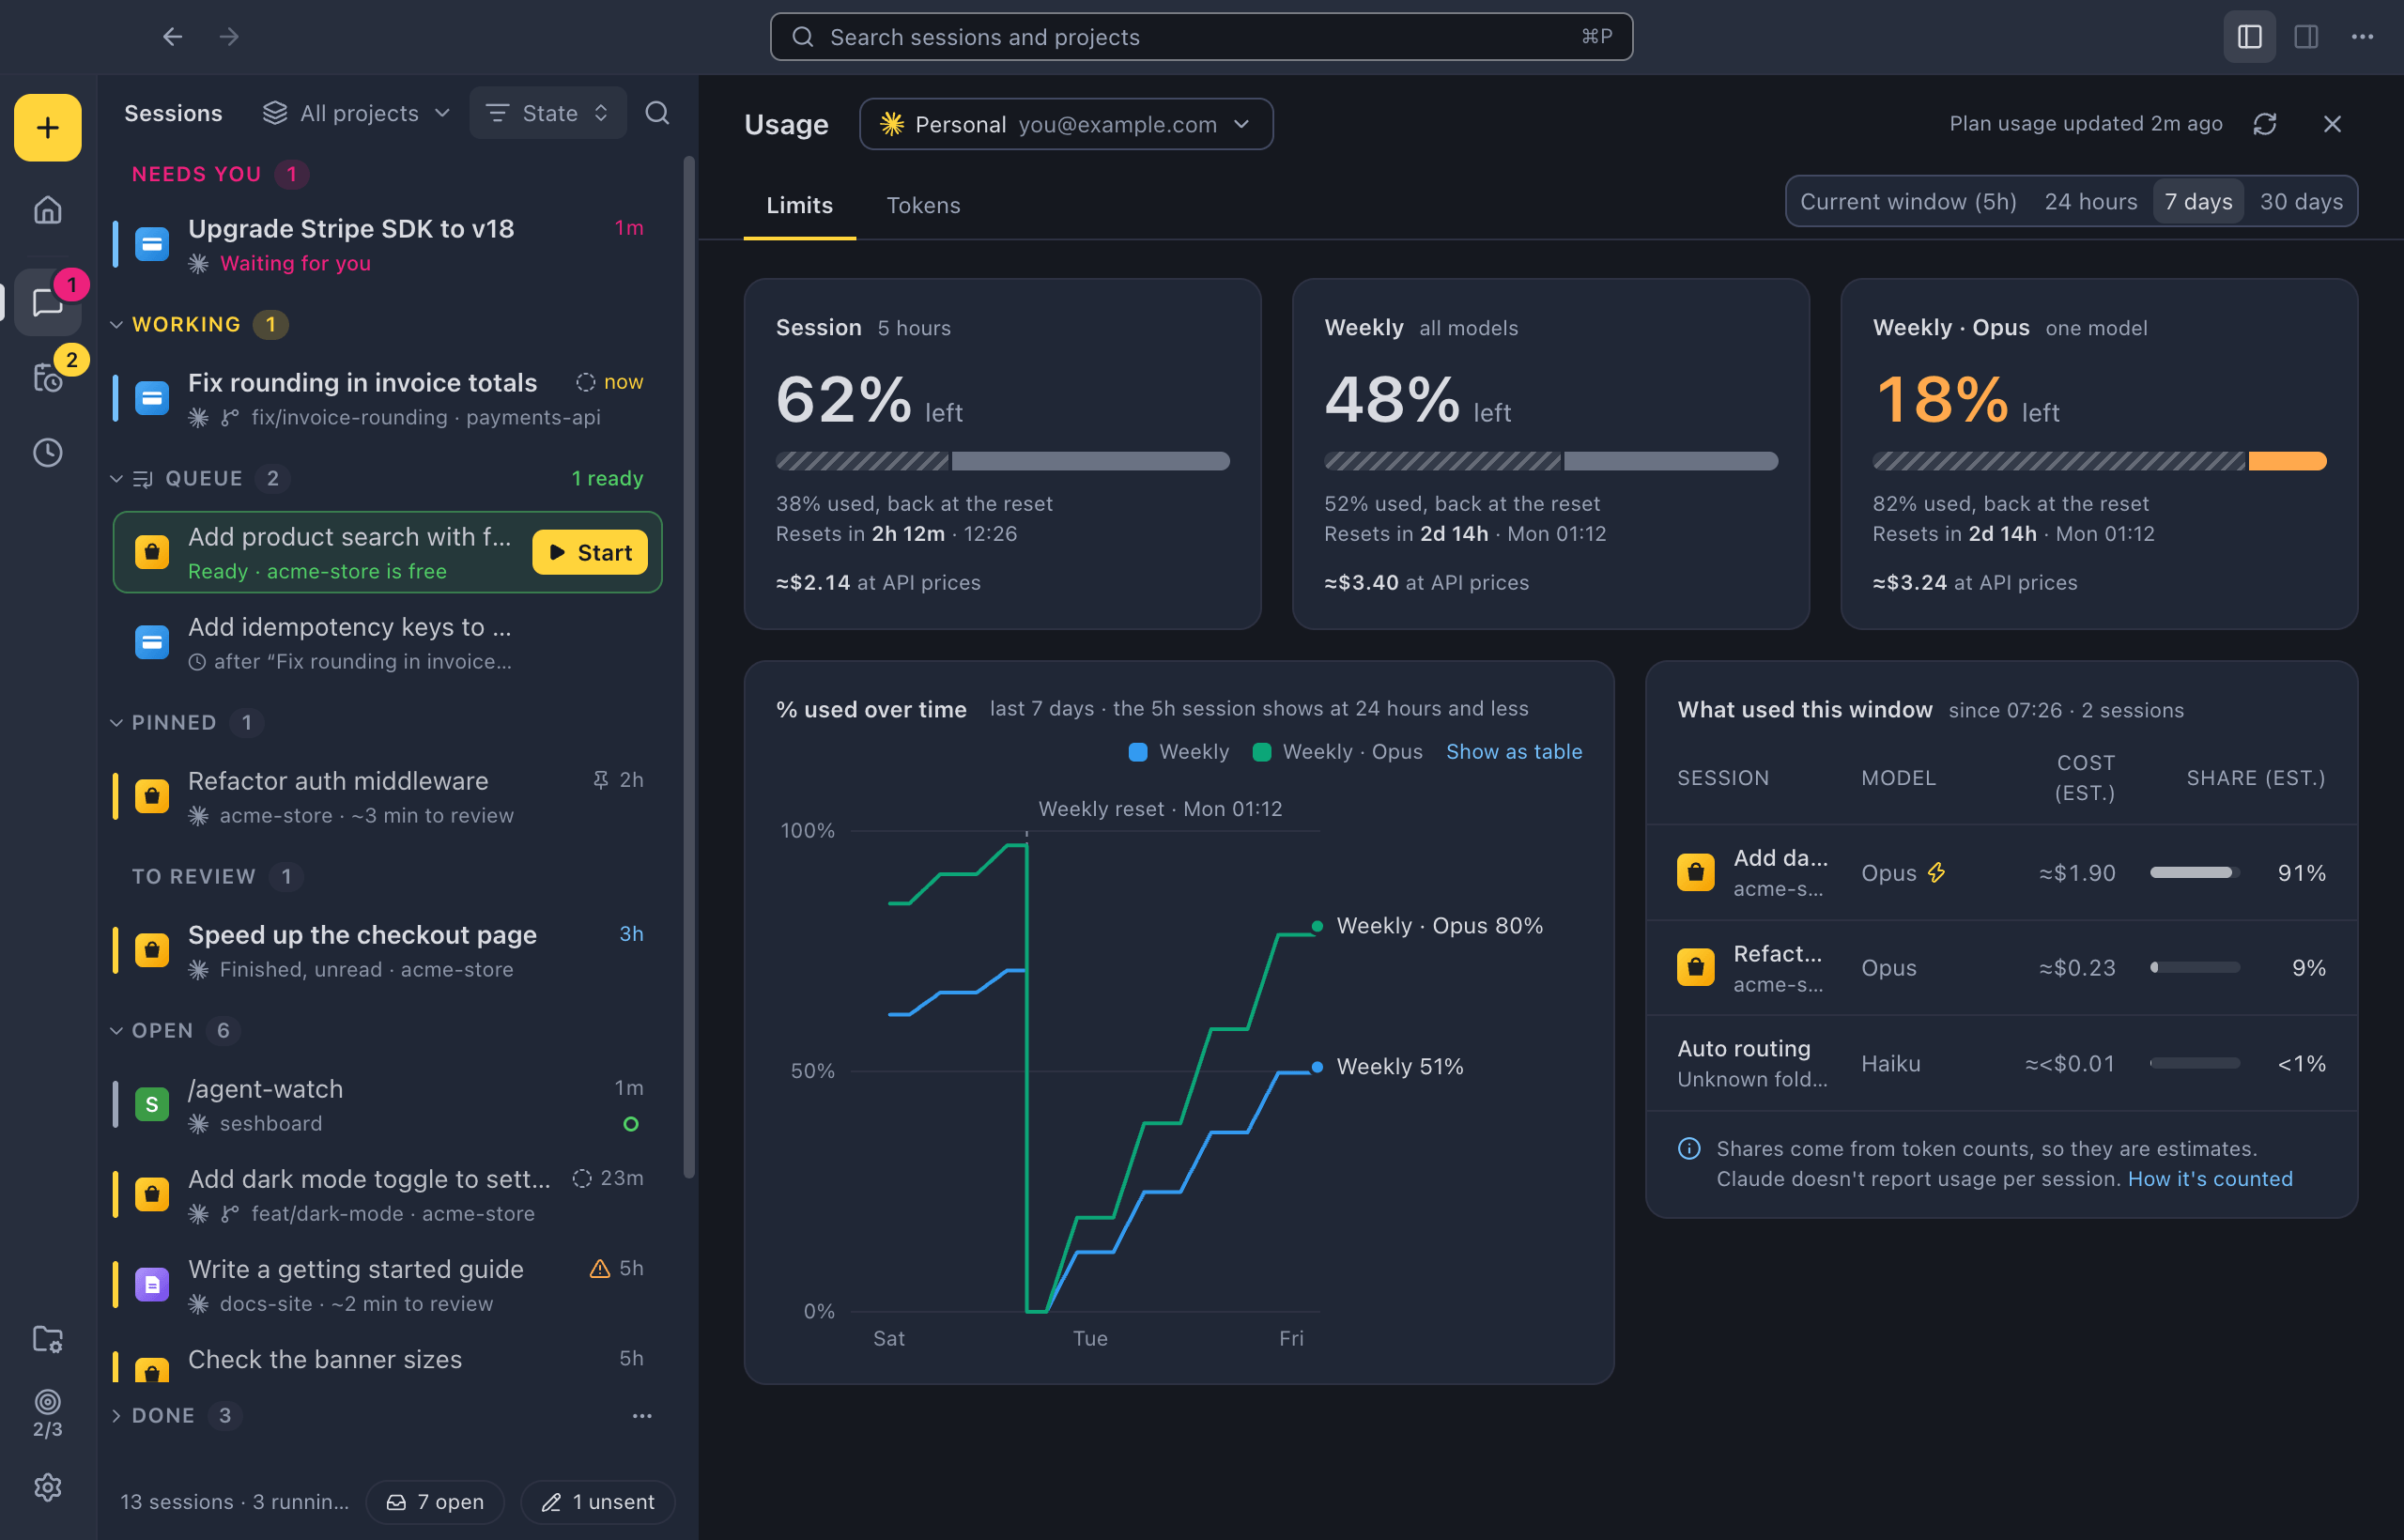 Search sessions and projects ⌘P
Sessions All projects State
NEEDS YOU 1
Upgrade Stripe SDK to v18 1m
Waiting for you
1
WORKING 1
2
Fix rounding in invoice totals now
fix/invoice-rounding · payments-api
QUEUE 2 1 ready
Add product search with f...
Ready · acme-store is free
Start
Add idempotency keys to ...
after “Fix rounding in invoice...
PINNED 1
Refactor auth middleware 2h
acme-store · ~3 min to review
TO REVIEW 1
Speed up the checkout page 3h
Finished, unread · acme-store
OPEN 6
S
/agent-watch 1m
seshboard
Add dark mode toggle to sett... 23m
feat/dark-mode · acme-store
Write a getting started guide 5h
docs-site · ~2 min to review
Check the banner sizes 5h
DONE 3
2/3
13 sessions · 3 runnin... 7 open 1 unsent
Usage Personal you@example.com
Plan usage updated 2m ago
Limits Tokens
Current window (5h) 24 hours 7 days 30 days
Session 5 hours
62% left
38% used, back at the reset
Resets in 2h 12m · 12:26
≈$2.14 at API prices
Weekly all models
48% left
52% used, back at the reset
Resets in 2d 14h · Mon 01:12
≈$3.40 at API prices
Weekly · Opus one model
18% left
82% used, back at the reset
Resets in 2d 14h · Mon 01:12
≈$3.24 at API prices
% used over time last 7 days · the 5h session shows at 24 hours and less
Weekly Weekly · Opus Show as table
Weekly reset · Mon 01:12
100%
Weekly · Opus 80%
50%
Weekly 51%
0%
Sat Tue Fri
What used this window since 07:26 · 2 sessions
SESSION MODEL COST (EST.) SHARE (EST.)
Add da... Opus ≈$1.90 91%
acme-s...
Refact... Opus ≈$0.23 9%
acme-s...
Auto routing Haiku ≈<$0.01 <1%
Unknown fold...
Shares come from token counts, so they are estimates.
Claude doesn't report usage per session. How it's counted